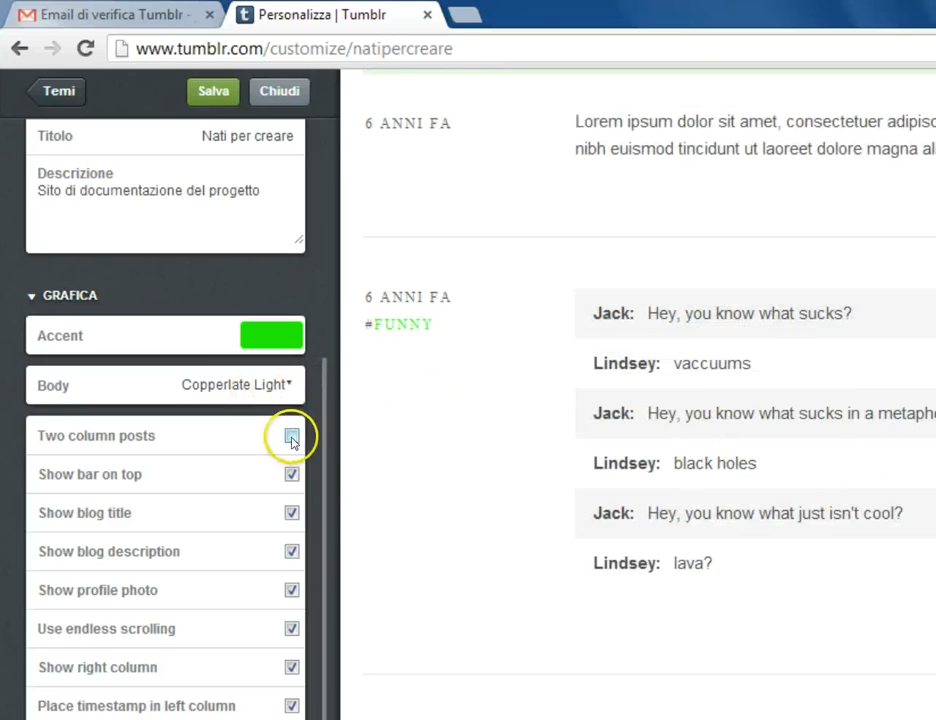 Email di verifica Tumblr -
Personalizza | Tumblr
www.tumblr.com/customize/natipercreare
Temi
Salva
Chiudi
Titolo
Nati per creare
Descrizione
Sito di documentazione del progetto
GRAFICA
Accent
Body
Copperlate Light
Two column posts
Show bar on top
Show blog title
Show blog description
Show profile photo
Use endless scrolling
Show right column
Place timestamp in left column
6 ANNI FA
Lorem ipsum dolor sit amet, consectetuer adipisc
nibh euismod tincidunt ut laoreet dolore magna ali
6 ANNI FA
#FUNNY
Jack: Hey, you know what sucks?
Lindsey: vaccuums
Jack: Hey, you know what sucks in a metapho
Lindsey: black holes
Jack: Hey, you know what just isn't cool?
Lindsey: lava?